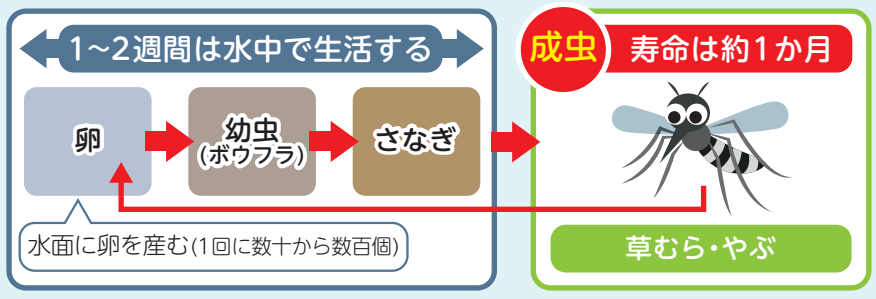 1～2週間は水中で生活する
卵
幼虫
(ボウフラ)
さなぎ
水面に卵を産む(1回に数十から数百個)
成虫
寿命は約1か月
草むら・やぶ